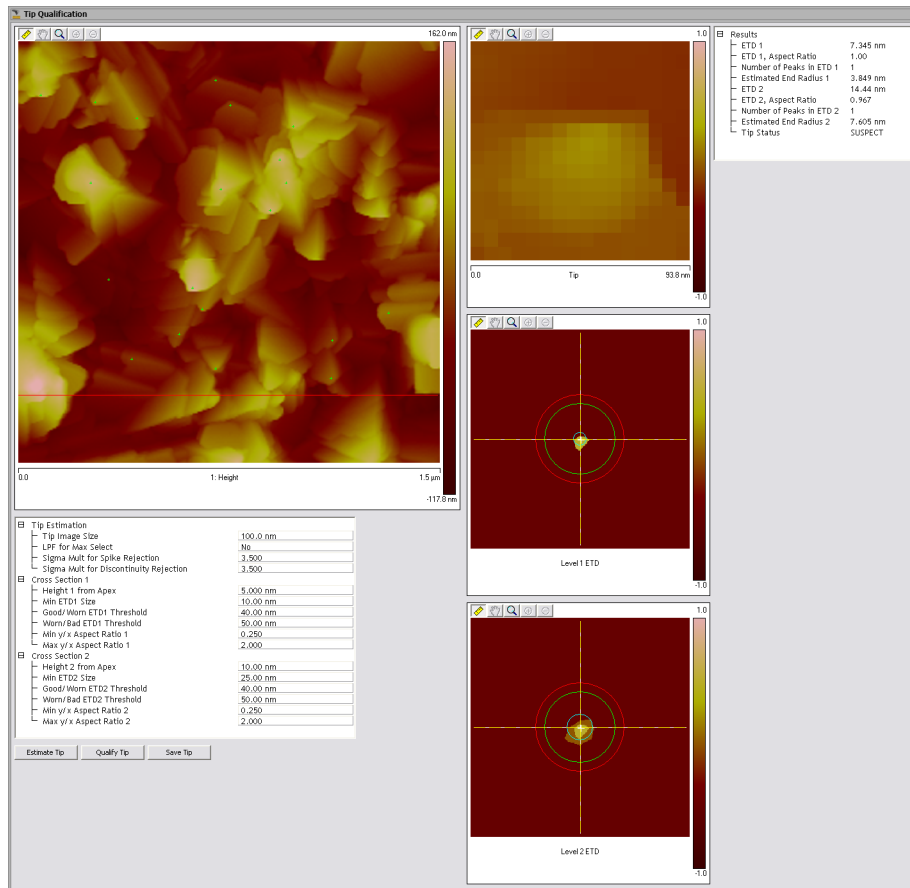 Tip Qualification
162.0 nm
0.0 1: Height 1.5 µm
-117.8 nm
1.0
0.0 Tip 93.8 nm
-1.0
1.0
Level 1 ETD
-1.0
1.0
Level 2 ETD
-1.0
Results
ETD 1 7.345 nm
ETD 1, Aspect Ratio 1.00
Number of Peaks in ETD 1 1
Estimated End Radius 1 3.849 nm
ETD 2 14.44 nm
ETD 2, Aspect Ratio 0.967
Number of Peaks in ETD 2 1
Estimated End Radius 2 7.605 nm
Tip Status SUSPECT
Tip Estimation
Tip Image Size 100.0 nm
LPF for Max Select No
Sigma Mult for Spike Rejection 3.500
Sigma Mult for Discontinuity Rejection 3.500
Cross Section 1
Height 1 from Apex 5.000 nm
Min ETD1 Size 10.00 nm
Good/Worn ETD1 Threshold 40.00 nm
Worn/Bad ETD1 Threshold 50.00 nm
Min y/x Aspect Ratio 1 0.250
Max y/x Aspect Ratio 1 2.000
Cross Section 2
Height 2 from Apex 10.00 nm
Min ETD2 Size 25.00 nm
Good/Worn ETD2 Threshold 40.00 nm
Worn/Bad ETD2 Threshold 50.00 nm
Min y/x Aspect Ratio 2 0.250
Max y/x Aspect Ratio 2 2.000
Estimate Tip Qualify Tip Save Tip